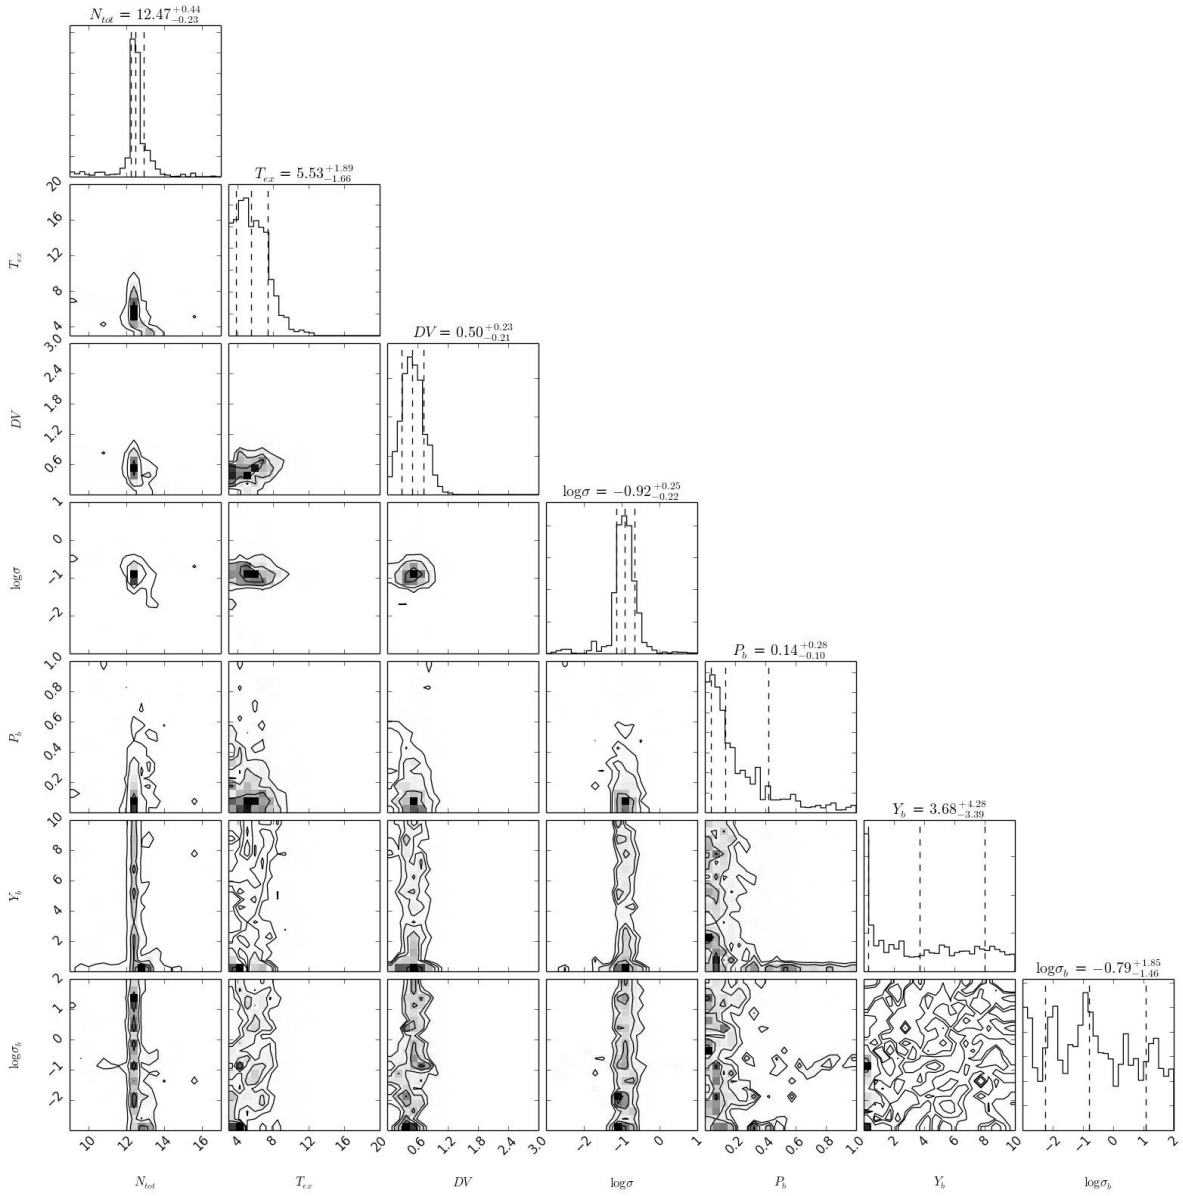 N_tot = 12.47 +0.44 −0.23
T_ex = 5.53 +1.89 −1.66
20
16
12
8
4
T_ex
DV = 0.50 +0.23 −0.21
3.0
2.4
1.8
1.2
0.6
DV
logσ = −0.92 +0.25 −0.22
3.0
1
0
−1
−2
logσ
P_b = 0.14 +0.28 −0.10
1.0
0.8
0.6
0.4
0.2
P_b
Y_b = 3.68 +4.28 −3.39
10
8
6
4
2
Y_b
logσ_b = −0.79 +1.85 −1.46
2
1
0
−1
−2
logσ_b
10 12 14 16 4 8 12 16 20 0.6 1.2 1.8 2.4 3.0 −2 −1 0 1 0.2 0.4 0.6 0.8 1.0 2 4 6 8 10 −2 −1 0 1 2
N_tot T_ex DV logσ P_b Y_b logσ_b